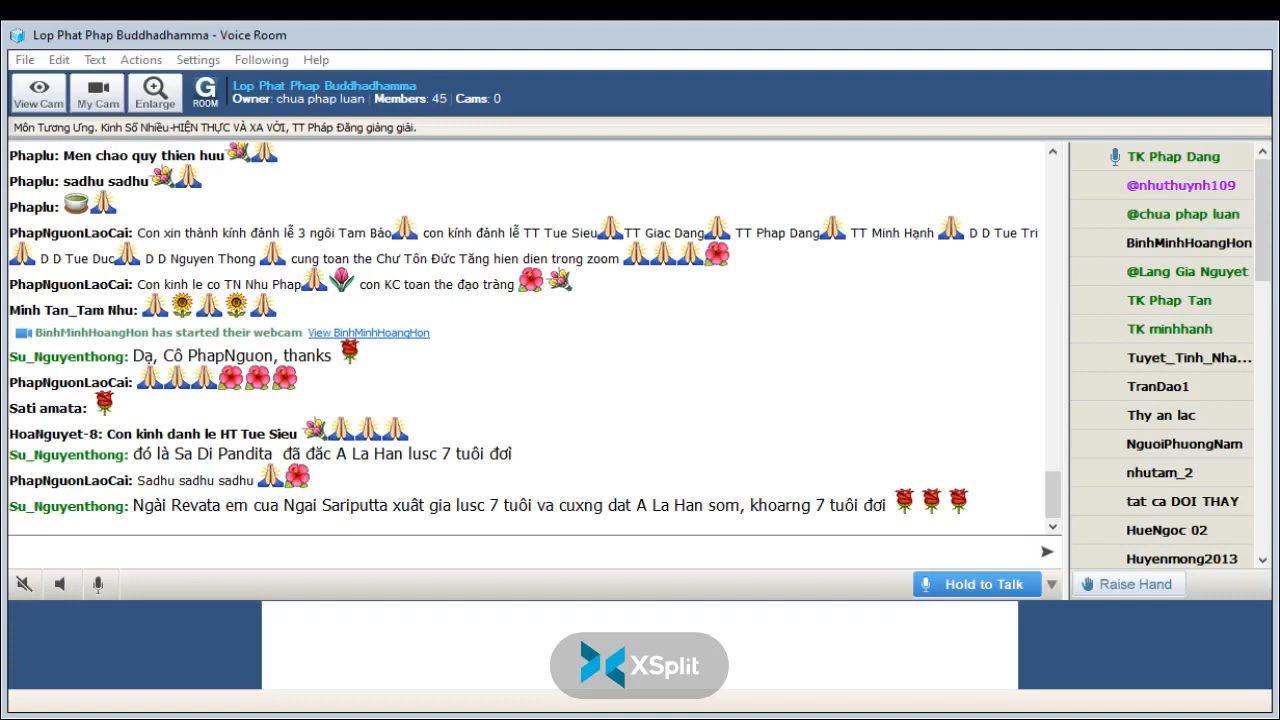 Lop Phat Phap Buddhadhamma - Voice Room
File Edit Text Actions Settings Following Help
View Cam My Cam Enlarge G ROOM
Lop Phat Phap Buddhadhamma
Owner: chua phap luan | Members: 45 | Cams: 0
Môn Tương Ưng. Kinh Số Nhiều-HIỆN THỰC VÀ XA VỜI, TT Pháp Đăng giảng giải.
Phaplu: Men chao quy thien huu
Phaplu: sadhu sadhu
Phaplu:
PhapNguonLaoCai: Con xin thành kính đảnh lễ 3 ngôi Tam Bảo con kính đảnh lễ TT Tue Sieu TT Giac Dang TT Phap Dang TT Minh Hạnh D D Tue Tri
D D Tue Duc D D Nguyen Thong cung toan the Chư Tôn Đức Tăng hien dien trong zoom
PhapNguonLaoCai: Con kinh le co TN Nhu Phap con KC toan the đạo tràng
Minh Tan_Tam Nhu:
BinhMinhHoangHon has started their webcam View BinhMinhHoangHon
Su_Nguyenthong: Dạ, Cô PhapNguon, thanks
PhapNguonLaoCai:
Sati amata:
HoaNguyet-8: Con kinh danh le HT Tue Sieu
Su_Nguyenthong: đó là Sa Di Pandita đã đăc A La Han lusc 7 tuôi đơi
PhapNguonLaoCai: Sadhu sadhu sadhu
Su_Nguyenthong: Ngài Revata em cua Ngai Sariputta xuât gia lusc 7 tuôi va cuxng dat A La Han som, khoarng 7 tuôi đơi
Hold to Talk
TK Phap Dang
@nhuthuynh109
@chua phap luan
BinhMinhHoangHon
@Lang Gia Nguyet
TK Phap Tan
TK minhhanh
Tuyet_Tinh_Nha...
TranDao1
Thy an lac
NguoiPhuongNam
nhutam_2
tat ca DOI THAY
HueNgoc 02
Huyenmong2013
Raise Hand
XSplit